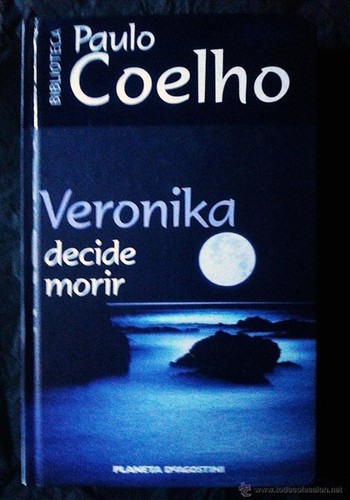 BIBLIOTECA
Paulo
Coelho
Veronika
decide
morir
PLANETA DEAGOSTINI
www.todocoleccion.net